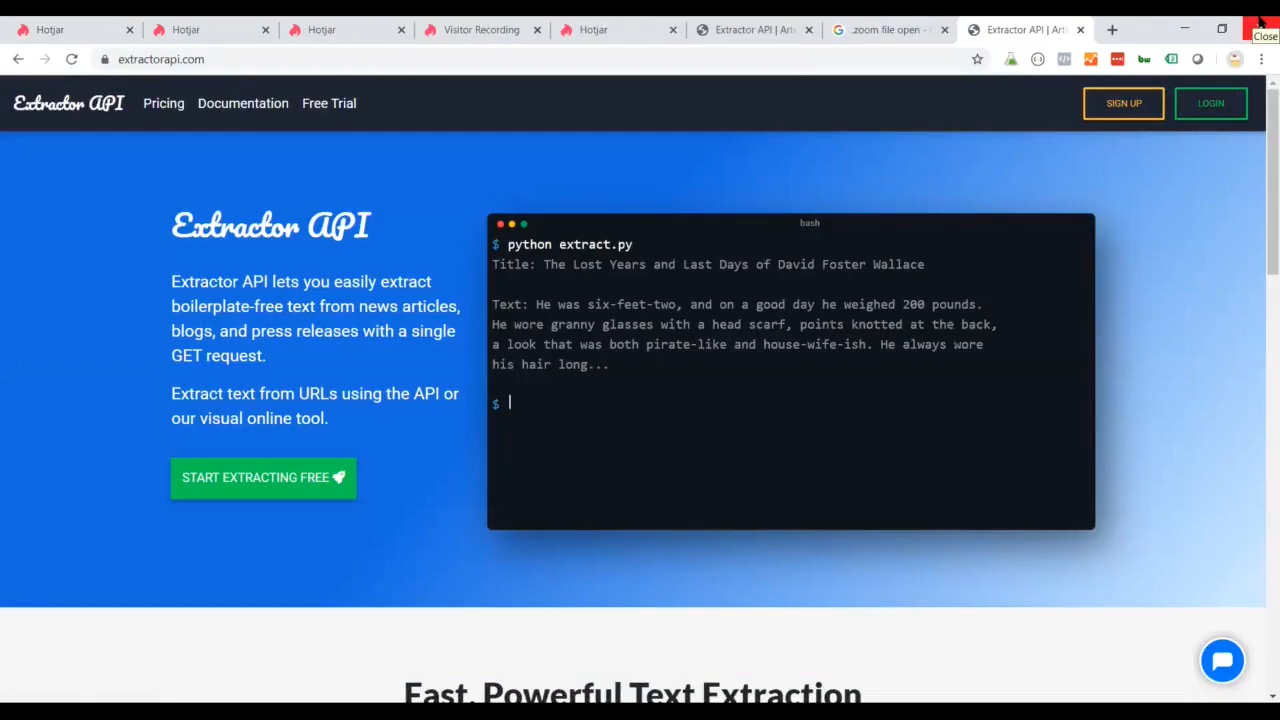 Hotjar
Hotjar
Hotjar
Visitor Recording
Hotjar
Extractor API | Art
.zoom file open -
Extractor API | Art
Close
extractorapi.com
Extractor API
Pricing
Documentation
Free Trial
SIGN UP
LOGIN
Extractor API
Extractor API lets you easily extract
boilerplate-free text from news articles,
blogs, and press releases with a single
GET request.
Extract text from URLs using the API or
our visual online tool.
START EXTRACTING FREE
bash
$ python extract.py
Title: The Lost Years and Last Days of David Foster Wallace
Text: He was six-feet-two, and on a good day he weighed 200 pounds.
He wore granny glasses with a head scarf, points knotted at the back,
a look that was both pirate-like and house-wife-ish. He always wore
his hair long...
$
Fast, Powerful Text Extraction